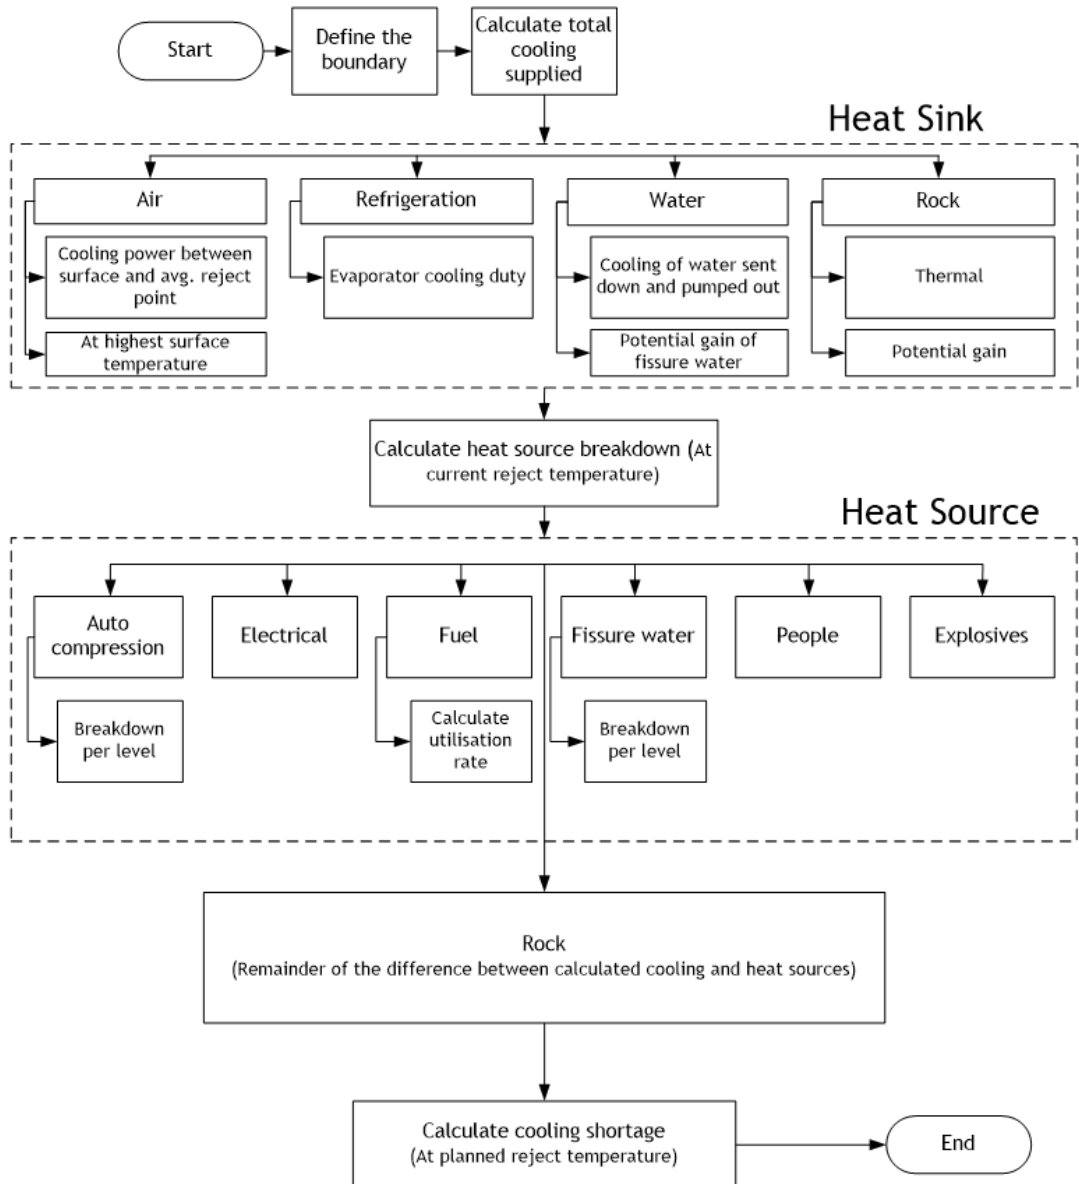 Start
Define the
boundary
Calculate total
cooling
supplied
Heat Sink
Air
Refrigeration
Water
Rock
Cooling power between
surface and avg. reject
point
Evaporator cooling duty
Cooling of water sent
down and pumped out
Thermal
At highest surface
temperature
Potential gain of
fissure water
Potential gain
Calculate heat source breakdown (At
current reject temperature)
Heat Source
Auto
compression
Electrical
Fuel
Fissure water
People
Explosives
Breakdown
per level
Calculate
utilisation
rate
Breakdown
per level
Rock
(Remainder of the difference between calculated cooling and heat sources)
Calculate cooling shortage
(At planned reject temperature)
End